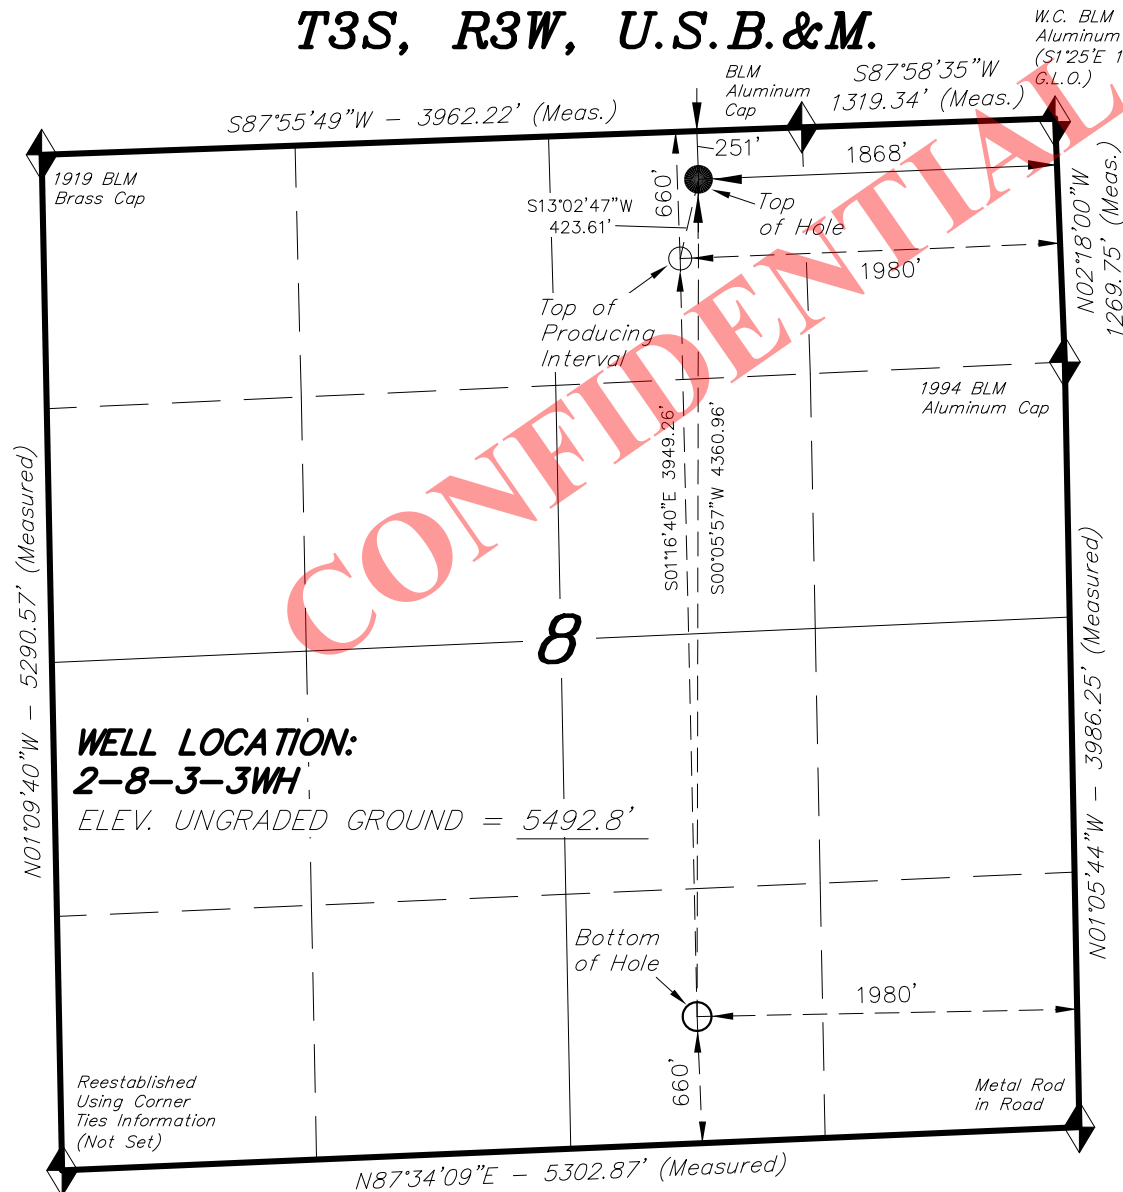 T3S, R3W, U.S.B.&M.
W.C. BLM
Aluminum
(S1°25'E 1
G.L.O.)
BLM
Aluminum
Cap
S87°58'35"W
1319.34' (Meas.)
S87°55'49"W - 3962.22' (Meas.)
1919 BLM
Brass Cap
251'
1868'
660'
Top
of Hole
S13°02'47"W
423.61'
1980'
Top of
Producing
Interval
N02°18'00"W
1269.75' (Meas.)
1994 BLM
Aluminum Cap
CONFIDENTIAL
S01°16'40"E 3949.26'
S00°05'57"W 4360.96'
N01°09'40"W - 5290.57' (Measured)
8
N01°05'44"W - 3986.25' (Measured)
WELL LOCATION:
2-8-3-3WH
ELEV. UNGRADED GROUND = 5492.8'
Bottom
of Hole
1980'
660'
Reestablished
Using Corner
Ties Information
(Not Set)
Metal Rod
in Road
N87°34'09"E - 5302.87' (Measured)